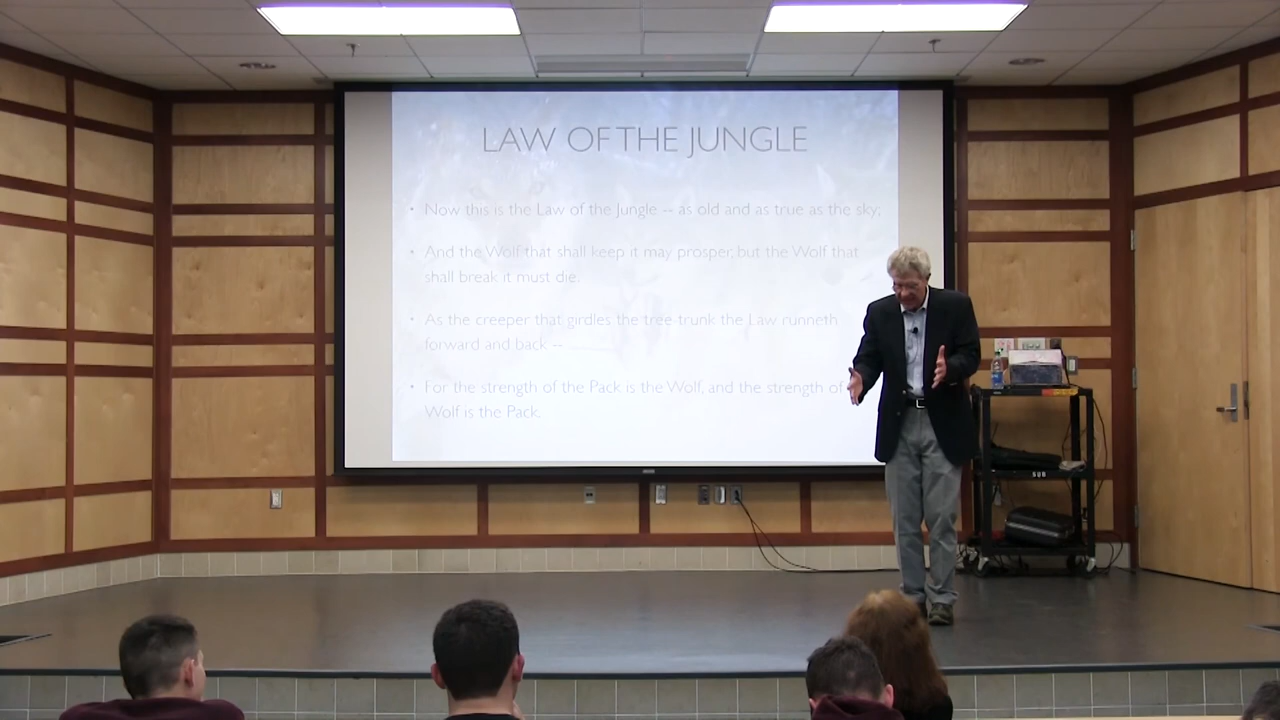 LAW OF THE JUNGLE
• Now this is the Law of the Jungle -- as old and as true as the sky;
• And the Wolf that shall keep it may prosper, but the Wolf that
shall break it must die.
• As the creeper that girdles the tree-trunk the Law runneth
forward and back --
• For the strength of the Pack is the Wolf, and the strength of
Wolf is the Pack.
SUB